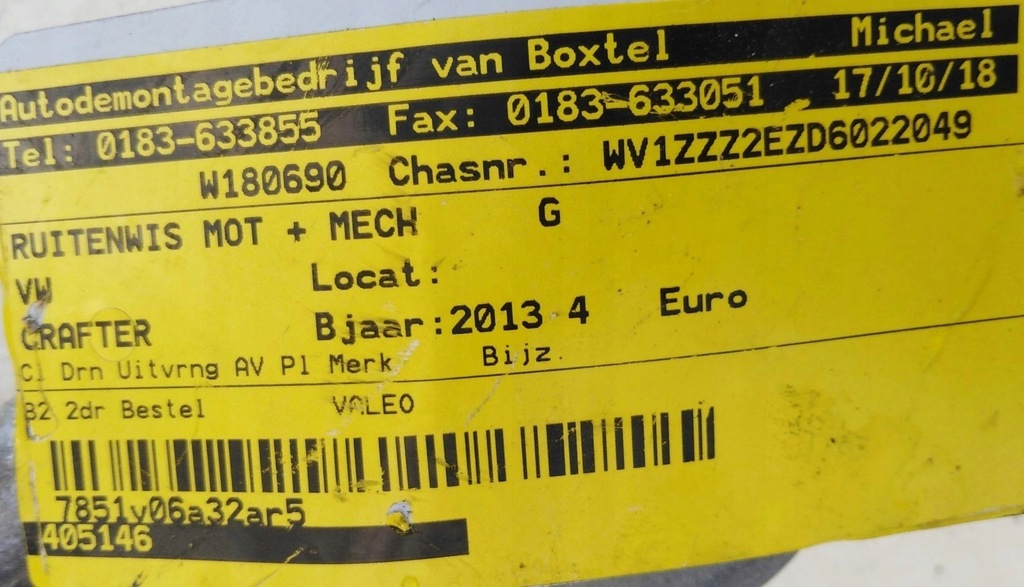 Autodemontagebedrijf van Boxtel Michael
Tel: 0183-633855 Fax: 0183-633051 17/10/18
W180690 Chasnr.: WV1ZZZ2EZD6022049
RUITENWIS MOT + MECH G
VW Locat:
CRAFTER Bjaar:2013 4 Euro
Cl Drn Uitvrng AV Pl Merk Bijz.
B2 2dr Bestel VALEO
7851v06a32ar5
405146